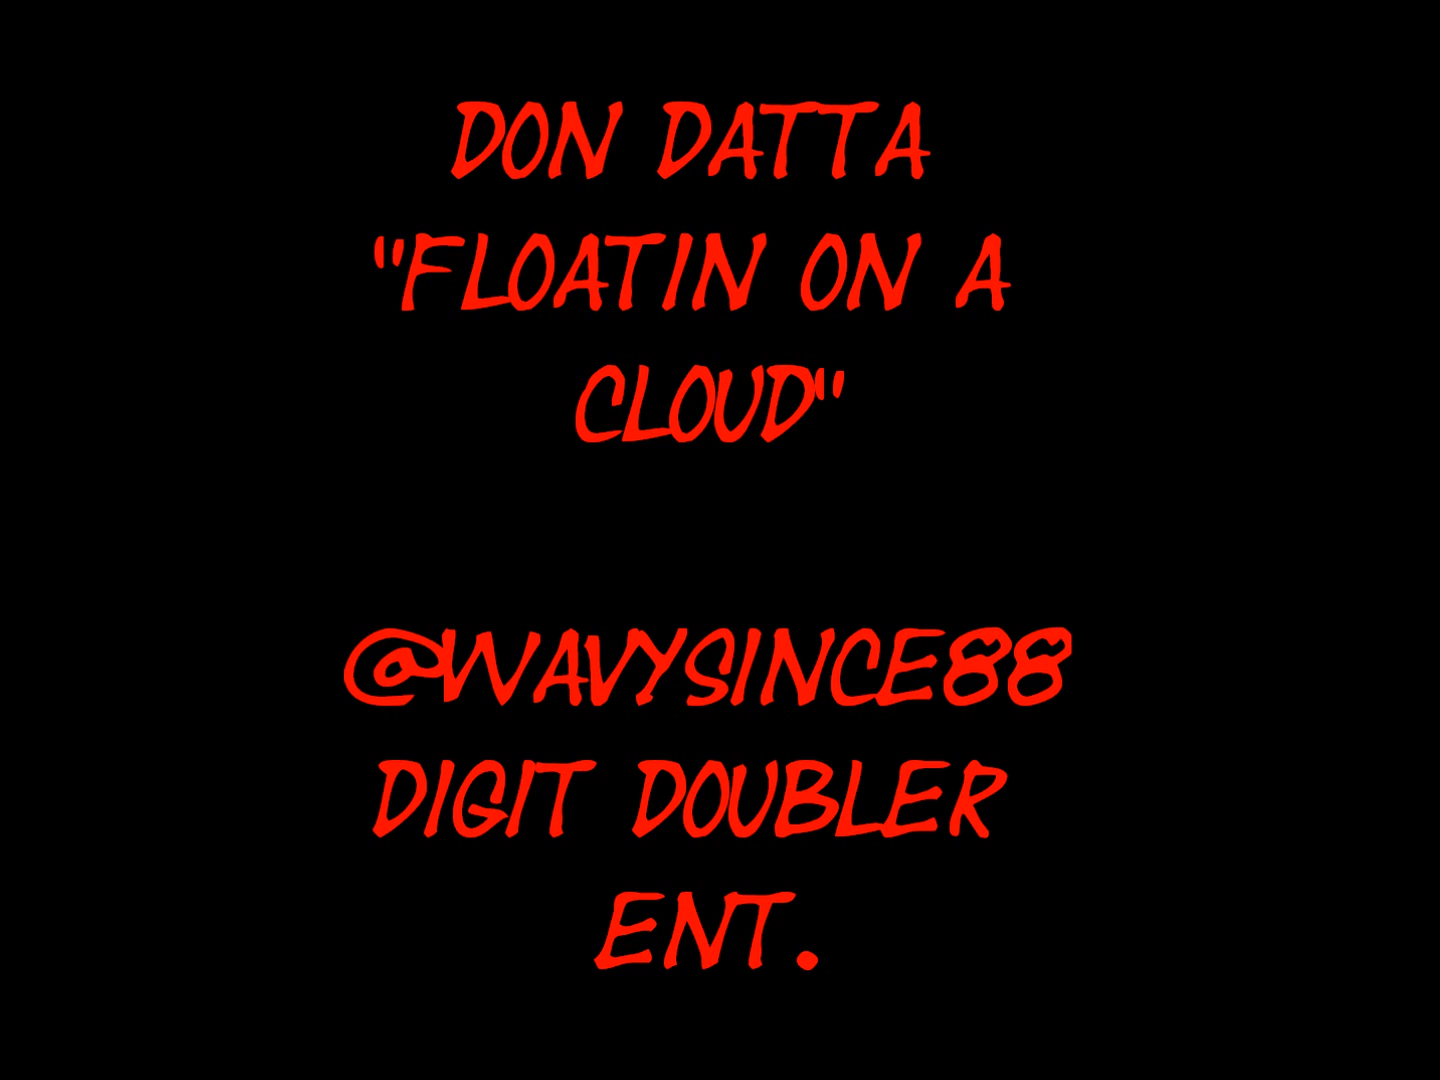 DON DATTA
"FLOATIN ON A
CLOUD"
@WAVYSINCE88
DIGIT DOUBLER
ENT.